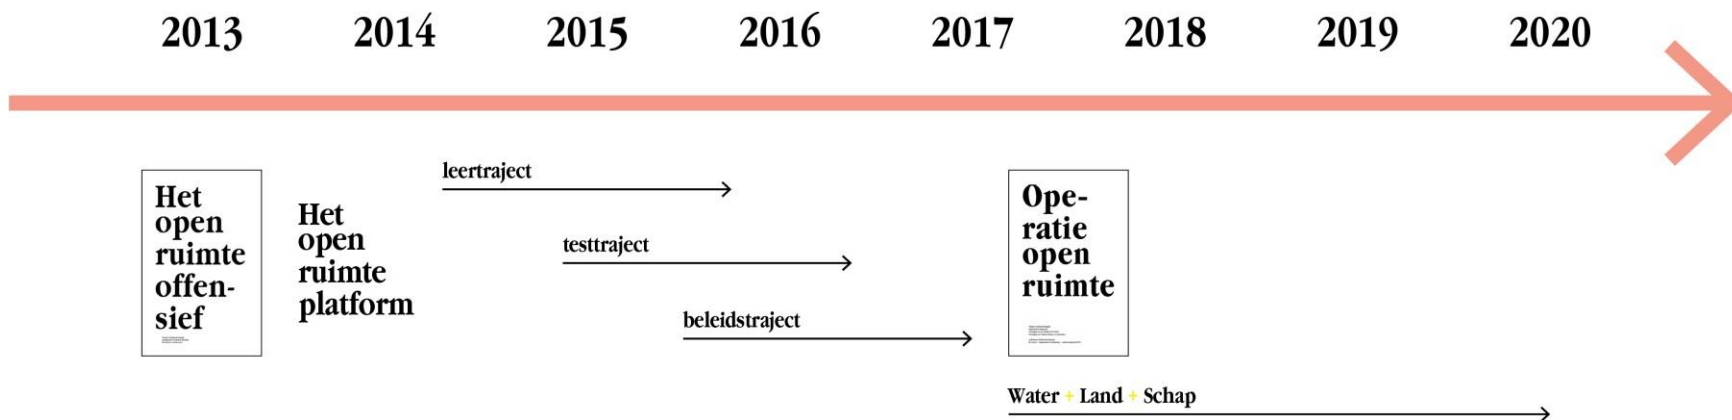 2013 2014 2015 2016 2017 2018 2019 2020
Het
open
ruimte
offen-
sief
Het
open
ruimte
platform
leertraject
testtraject
beleidstraject
Ope-
ratie
open
ruimte
Water + Land + Schap